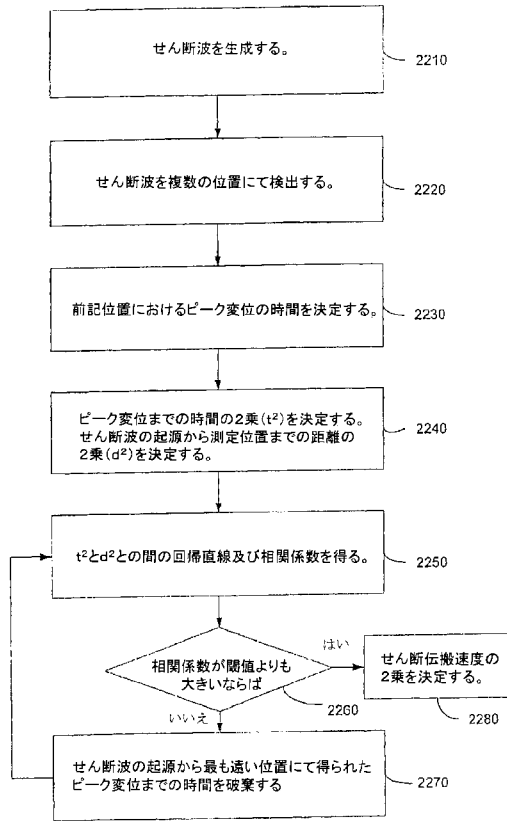 せん断波を生成する。
2210
せん断波を複数の位置にて検出する。
2220
前記位置におけるピーク変位の時間を決定する。
2230
ピーク変位までの時間の2乗(t²)を決定する。
せん断波の起源から測定位置までの距離の
2乗(d²)を決定する。
2240
t²とd²との間の回帰直線及び相関係数を得る。
2250
相関係数が閾値よりも
大きいならば
2260
はい
せん断伝搬速度の
2乗を決定する。
2280
いいえ
せん断波の起源から最も遠い位置にて得られた
ピーク変位までの時間を破棄する
2270